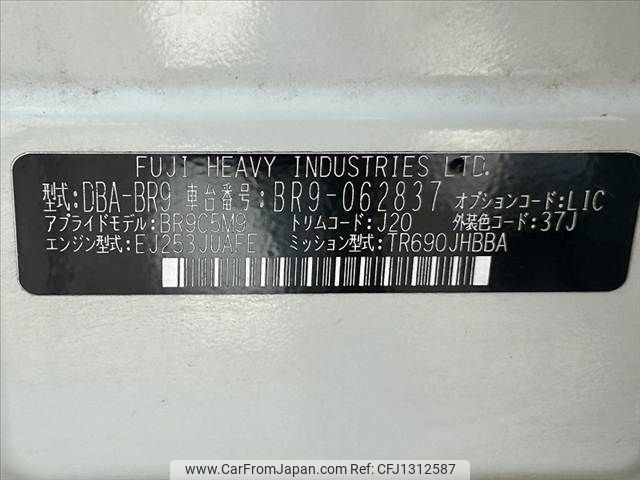 FUJI HEAVY INDUSTRIES LTD.
型式:DBA-BR9 車台番号:BR9-062837 オプションコード:LIC
アプライドモデル:BR9C5M9 トリムコード:J20 外装色コード:37J
エンジン型式:EJ253JUAFE ミッション型式:TR690JHBBA
www.CarFromJapan.com - CFJ1312587